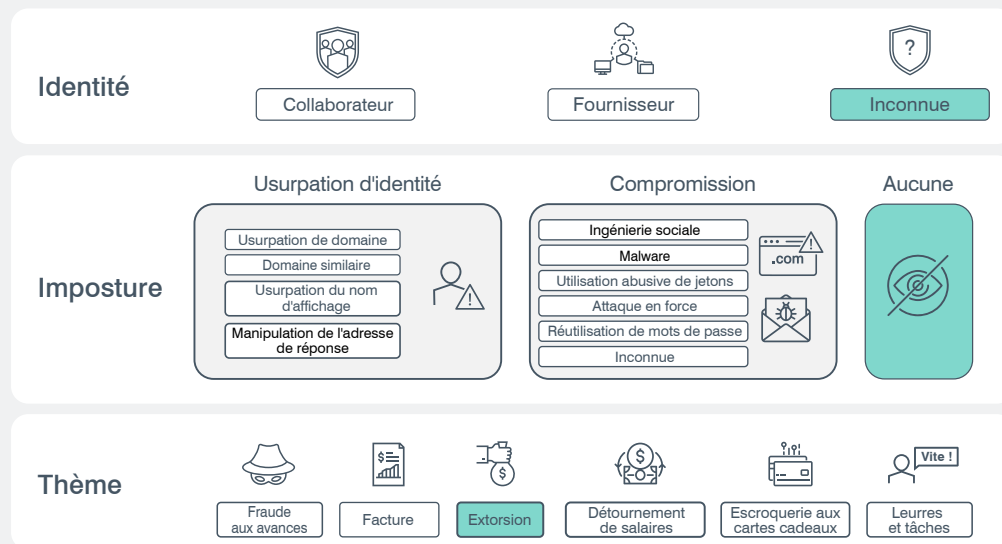 Identité
?
Collaborateur
Fournisseur
Inconnue
Usurpation d'identité
Compromission
Aucune
Imposture
Usurpation de domaine
Domaine similaire
Usurpation du nom
d'affichage
Manipulation de l'adresse
de réponse
Ingénierie sociale
Malware
Utilisation abusive de jetons
Attaque en force
Réutilisation de mots de passe
Inconnue
.com
Thème
$
$
$
Vite !
Fraude
aux avances
Facture
Extorsion
Détournement
de salaires
Escroquerie aux
cartes cadeaux
Leurres
et tâches